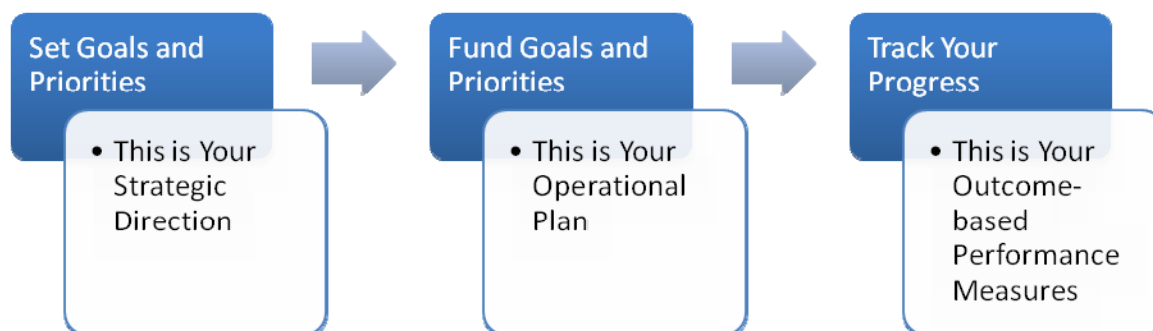 Set Goals and
Priorities
• This is Your
Strategic
Direction
Fund Goals and
Priorities
• This is Your
Operational
Plan
Track Your
Progress
• This is Your
Outcome-
based
Performance
Measures